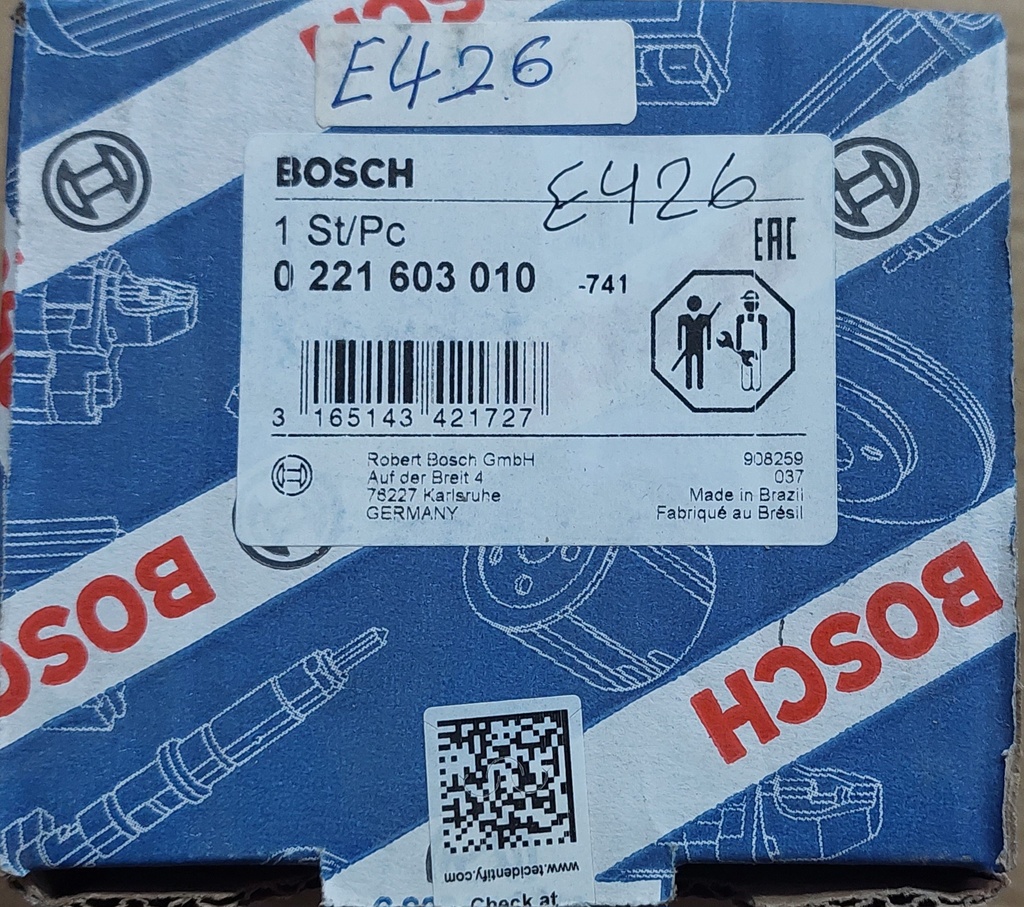 BOSCH
E426
BOSCH
E426
1 St/Pc
EAC
0 221 603 010 -741
3 165143 421727
Robert Bosch GmbH
Auf der Breit 4
76227 Karlsruhe
GERMANY
908259
037
Made in Brazil
Fabriqué au Brésil
BOSCH
BOSCH
www.tecidentify.com
Check at